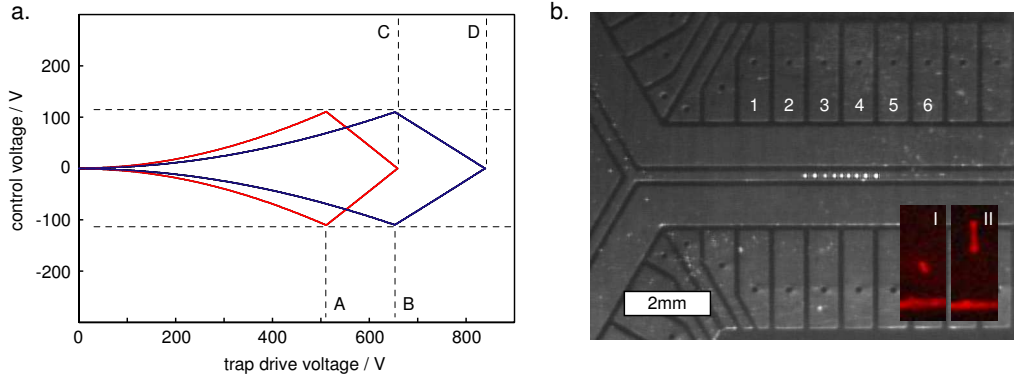 a.
C
D
200
100
0
-100
-200
control voltage / V
A
B
0
200
400
600
800
trap drive voltage / V
b.
1 2 3 4 5 6
I
II
2mm